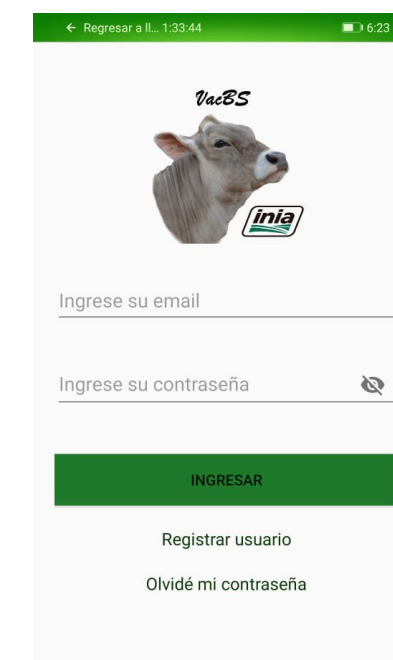 ← Regresar a ll... 1:33:44
6:23
VacBS
inia
Ingrese su email
Ingrese su contraseña
INGRESAR
Registrar usuario
Olvidé mi contraseña